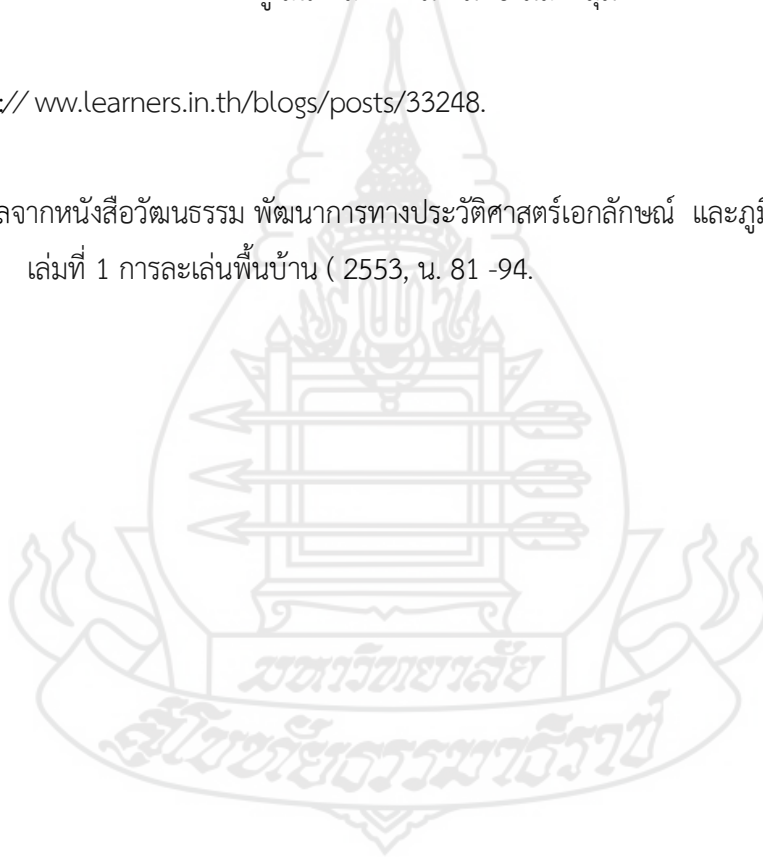 // ww.learners.in.th/blogs/posts/33248.
ลจากหนังสือวัฒนธรรม พัฒนาการทางประวัติศาสตร์เอกลักษณ์ และภูมิ
เล่มที่ 1 การละเล่นพื้นบ้าน ( 2553, น. 81 -94.
มหาวิทยาลัย
สุโขทัยธรรมาธิราช